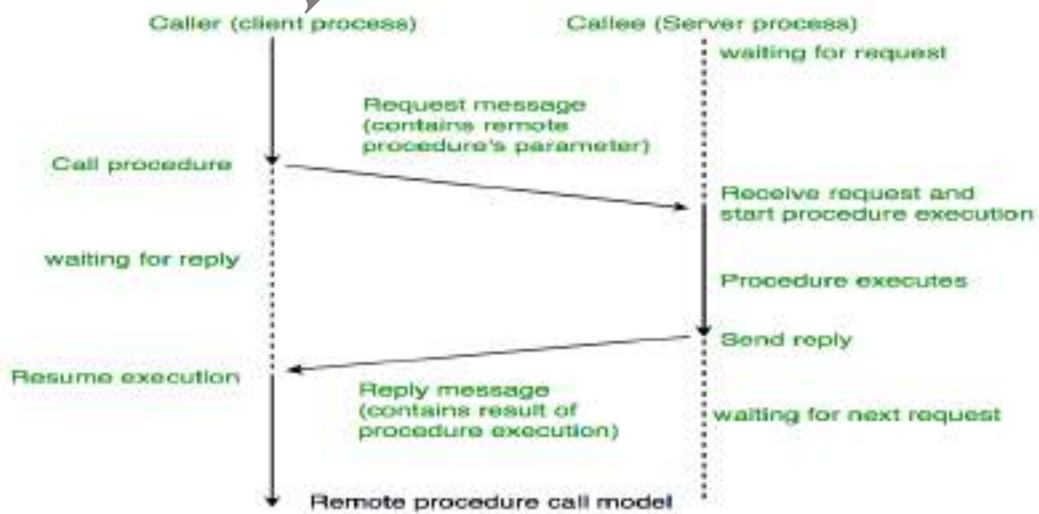 Caller (client process)
Callee (Server process)
waiting for request
Request message
(contains remote
procedure's parameter)
Call procedure
Receive request and
start procedure execution
waiting for reply
Procedure executes
Send reply
Resume execution
Reply message
(contains result of
procedure execution)
waiting for next request
Remote procedure call model